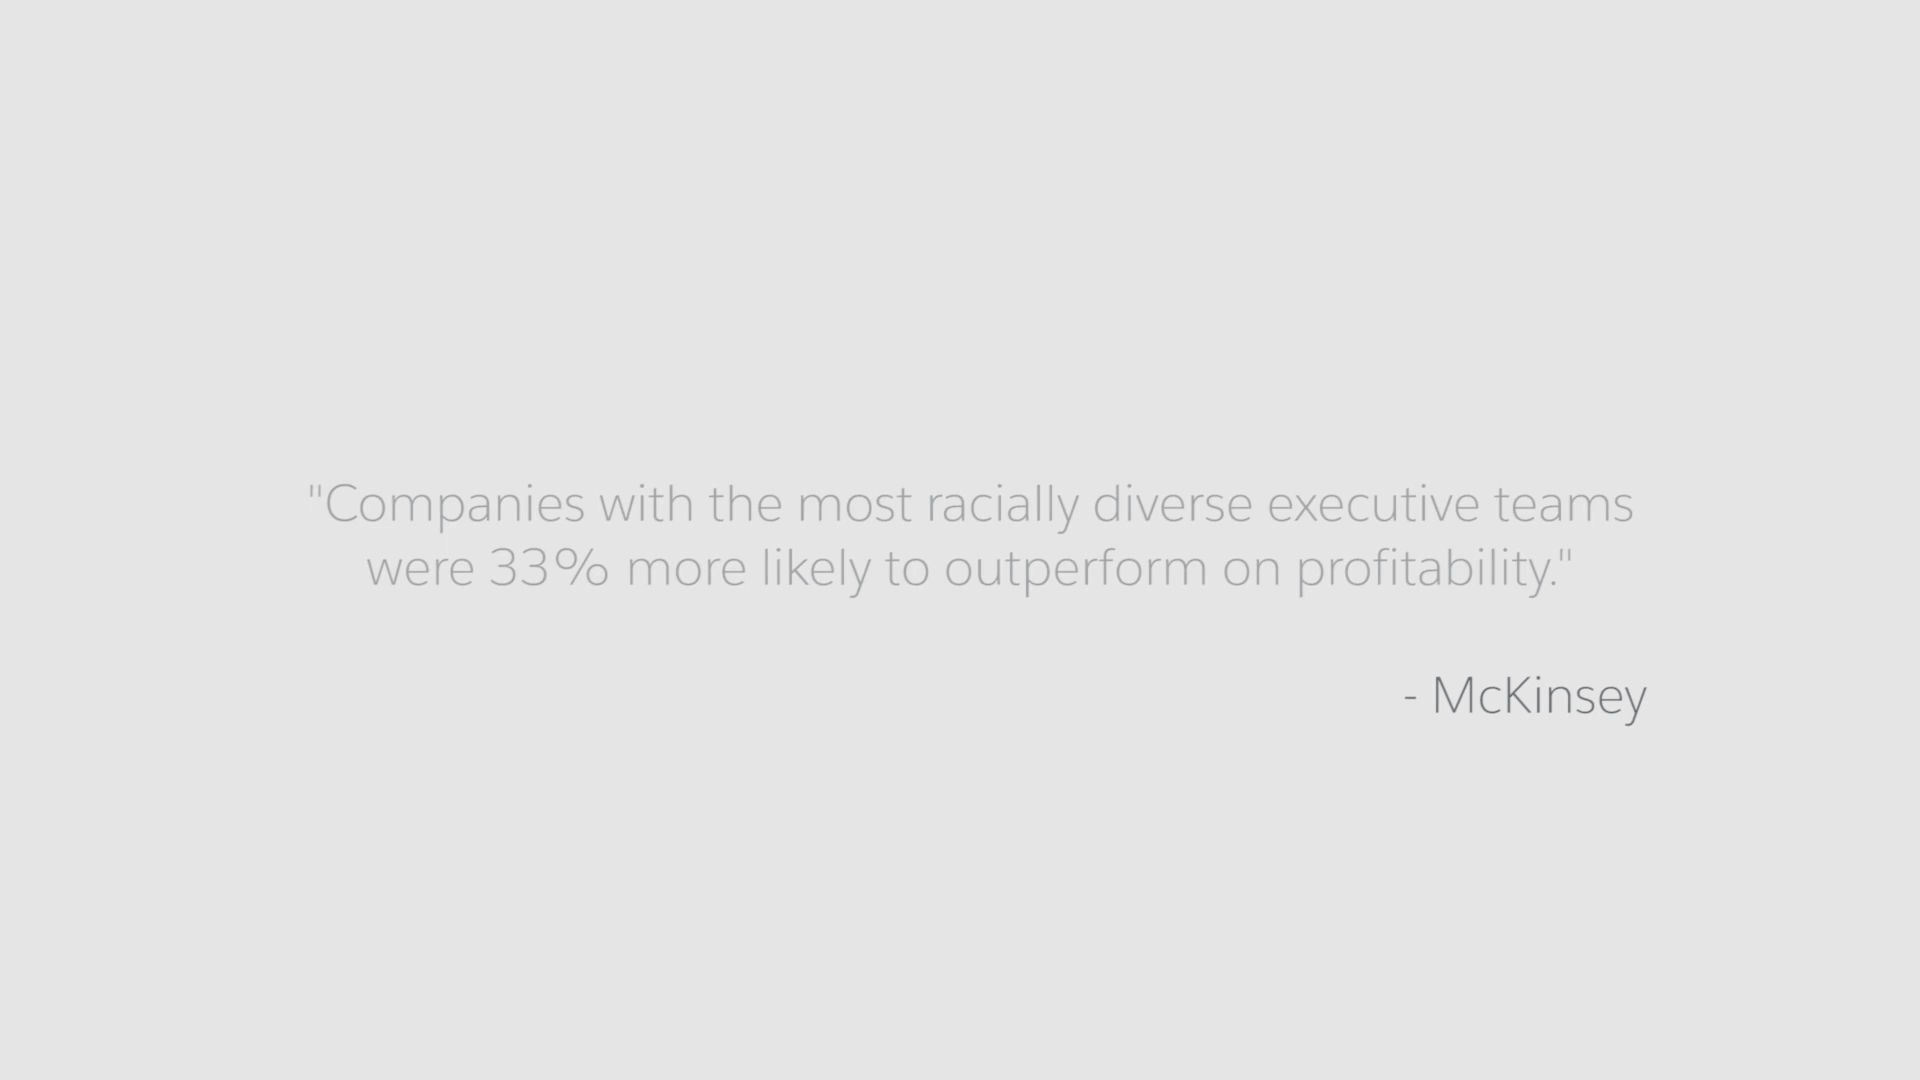 "Companies with the most racially diverse executive teams
were 33% more likely to outperform on profitability."
- McKinsey